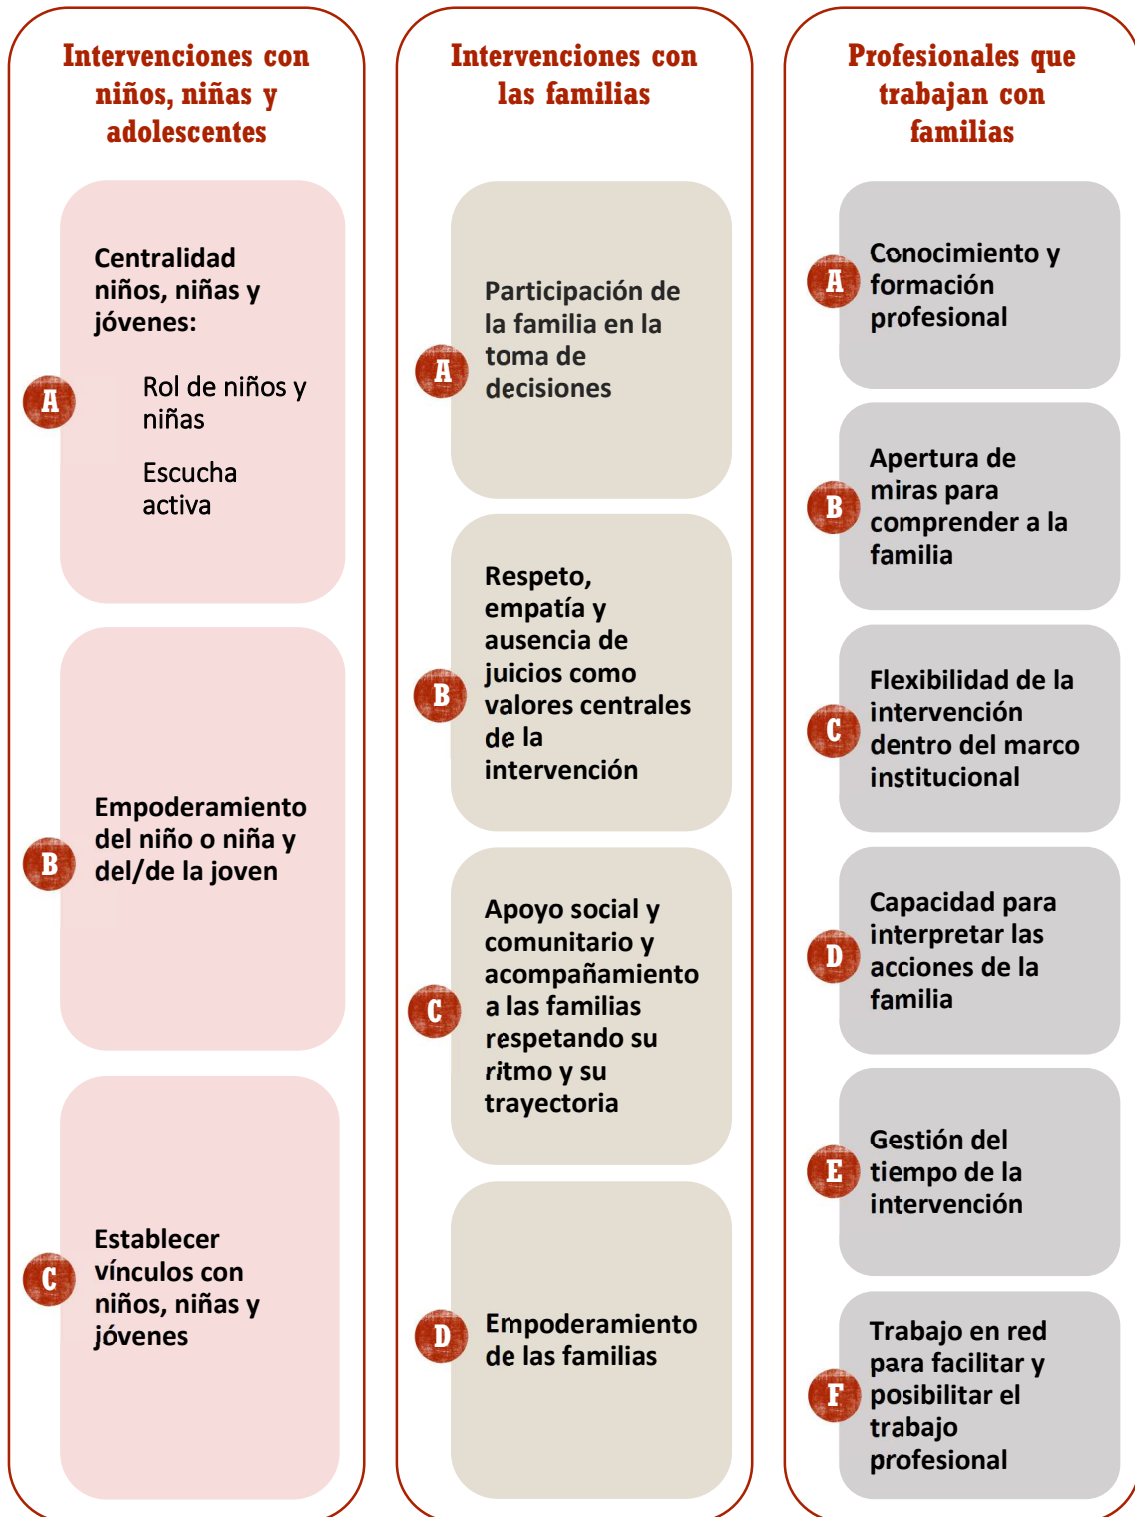 Intervenciones con
niños, niñas y
adolescentes
A
Centralidad
niños, niñas y
jóvenes:
Rol de niños y
niñas
Escucha
activa
B
Empoderamiento
del niño o niña y
del/de la joven
C
Establecer
vínculos con
niños, niñas y
jóvenes
Intervenciones con
las familias
A
Participación de
la familia en la
toma de
decisiones
B
Respeto,
empatía y
ausencia de
juicios como
valores centrales
de la
intervención
C
Apoyo social y
comunitario y
acompañamiento
a las familias
respetando su
ritmo y su
trayectoria
D
Empoderamiento
de las familias
Profesionales que
trabajan con
familias
A
Conocimiento y
formación
profesional
B
Apertura de
miras para
comprender a la
familia
C
Flexibilidad de la
intervención
dentro del marco
institucional
D
Capacidad para
interpretar las
acciones de la
familia
E
Gestión del
tiempo de la
intervención
F
Trabajo en red
para facilitar y
posibilitar el
trabajo
profesional